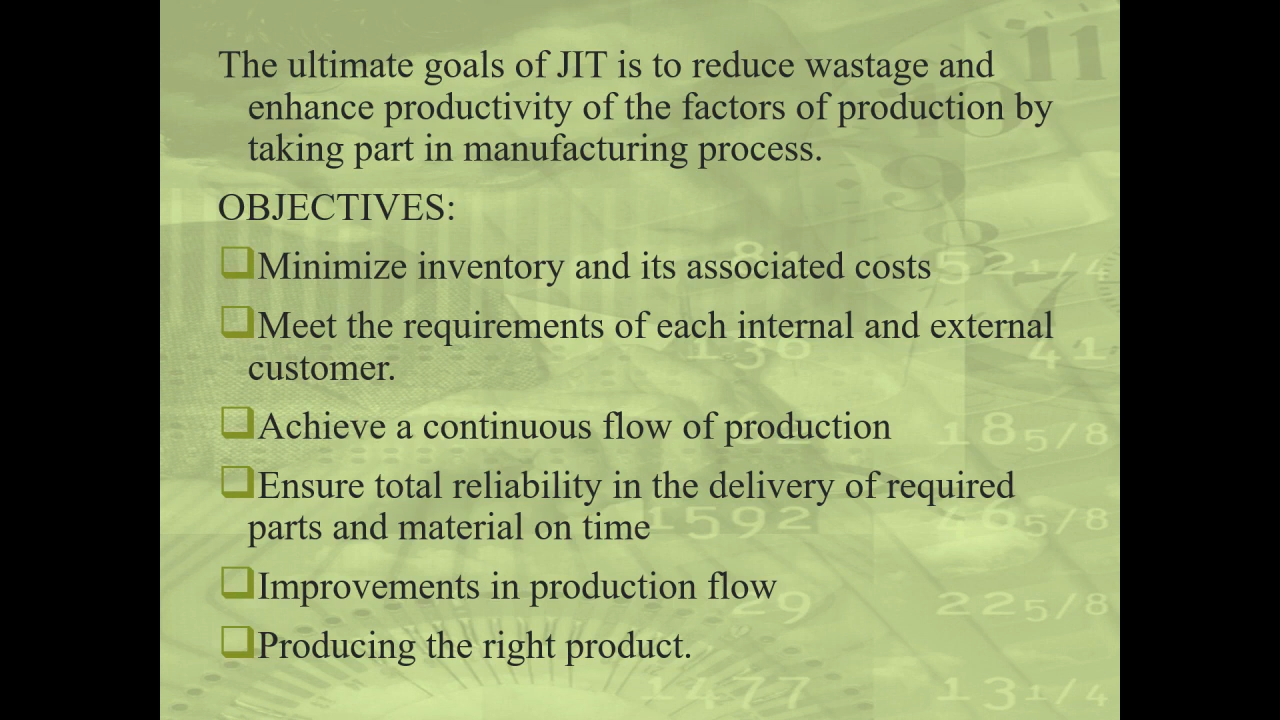 The ultimate goals of JIT is to reduce wastage and
enhance productivity of the factors of production by
taking part in manufacturing process.
OBJECTIVES:
Minimize inventory and its associated costs
Meet the requirements of each internal and external
customer.
Achieve a continuous flow of production
Ensure total reliability in the delivery of required
parts and material on time
Improvements in production flow
Producing the right product.